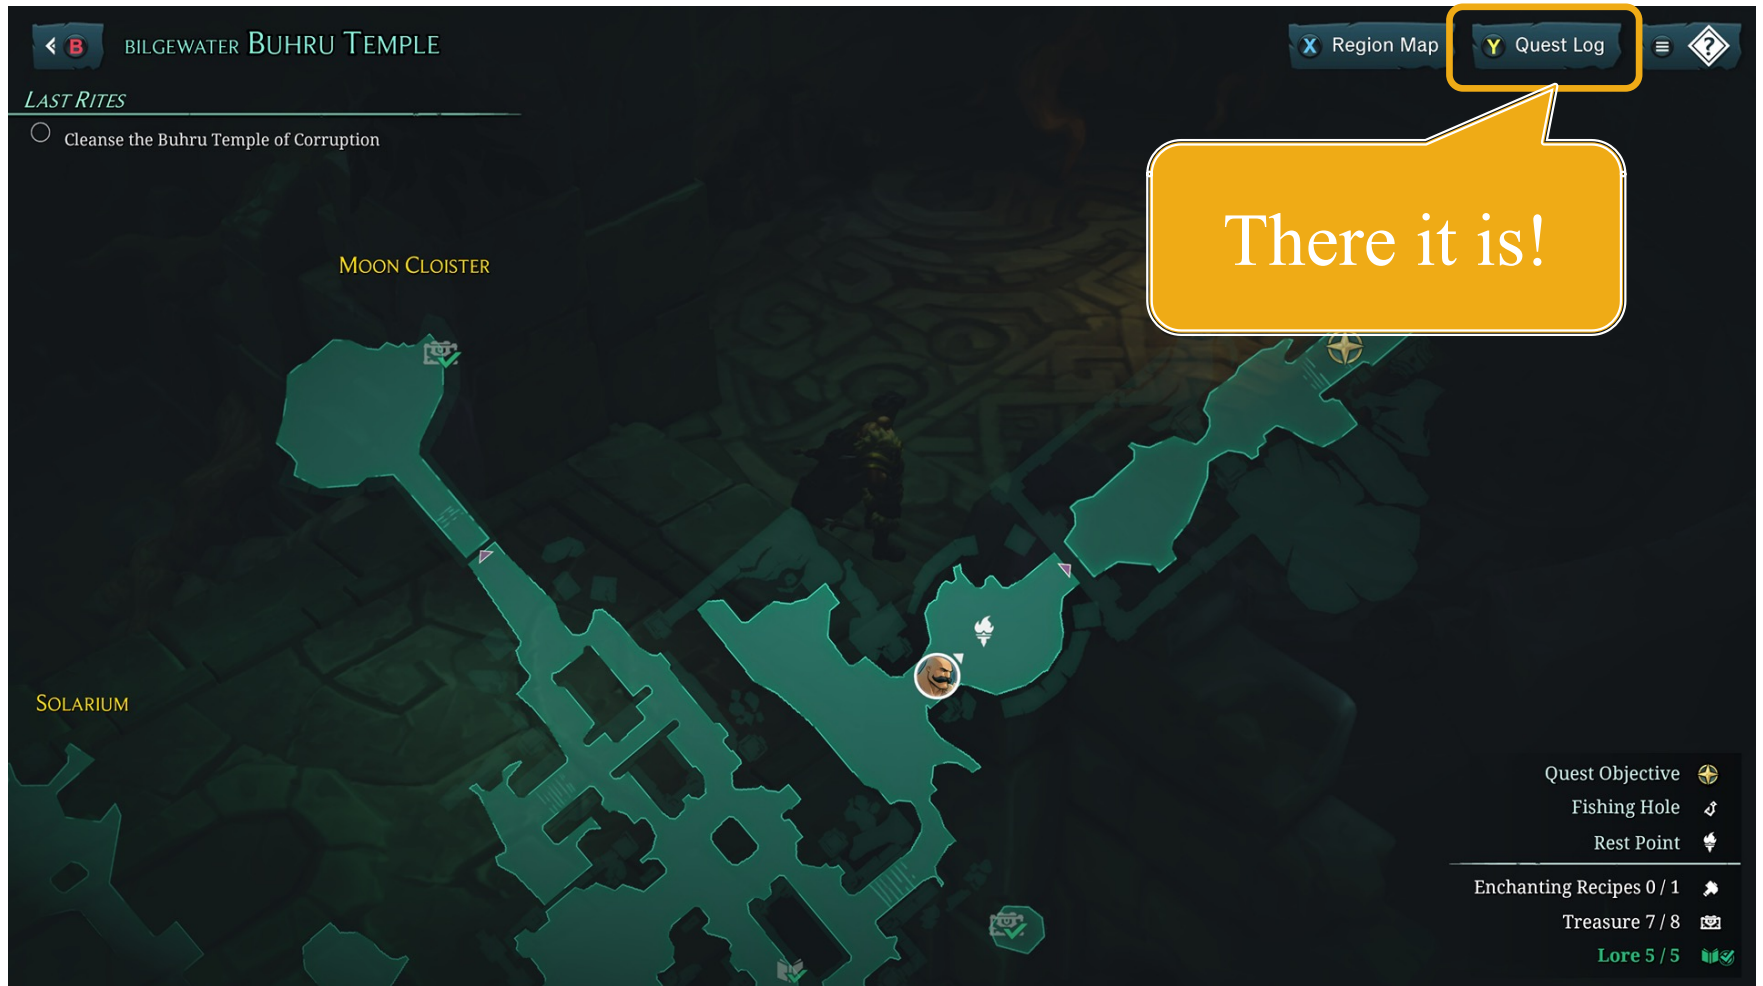 B
BILGEWATER BUHRU TEMPLE
X Region Map
Y Quest Log
?
LAST RITES
Cleanse the Buhru Temple of Corruption
There it is!
MOON CLOISTER
SOLARIUM
Quest Objective
Fishing Hole
Rest Point
Enchanting Recipes 0 / 1
Treasure 7 / 8
Lore 5 / 5